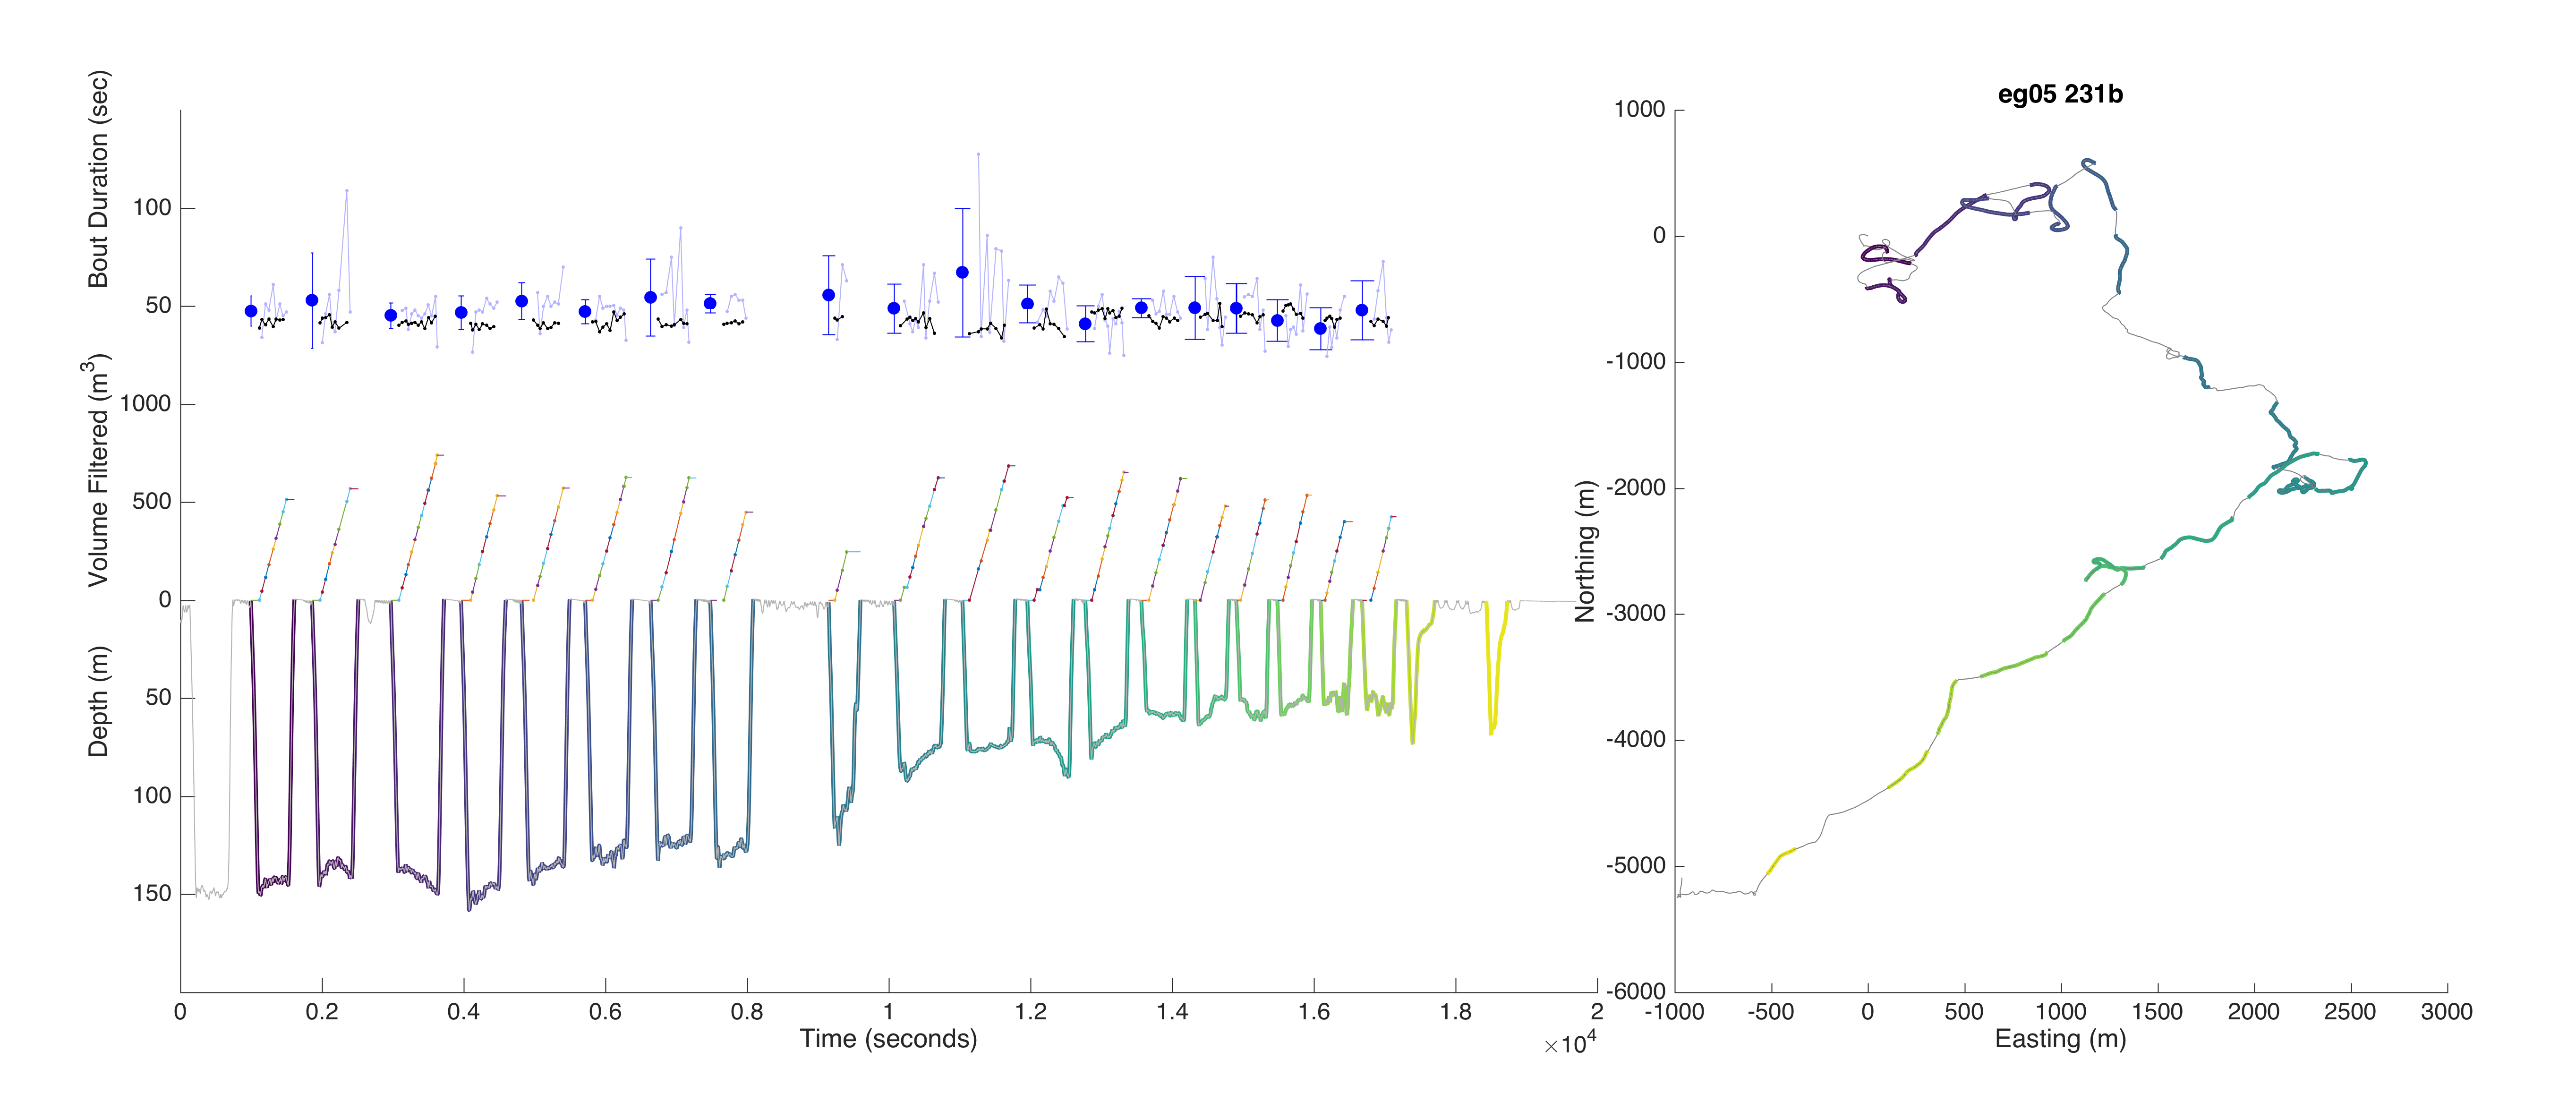 eg05 231b
Bout Duration (sec)
100
50
Volume Filtered (m3)
1000
500
0
Depth (m)
50
100
150
0 0.2 0.4 0.6 0.8 1 1.2 1.4 1.6 1.8 2
Time (seconds)
×10^4
Northing (m)
1000
0
-1000
-2000
-3000
-4000
-5000
-6000
-1000 -500 0 500 1000 1500 2000 2500 3000
Easting (m)